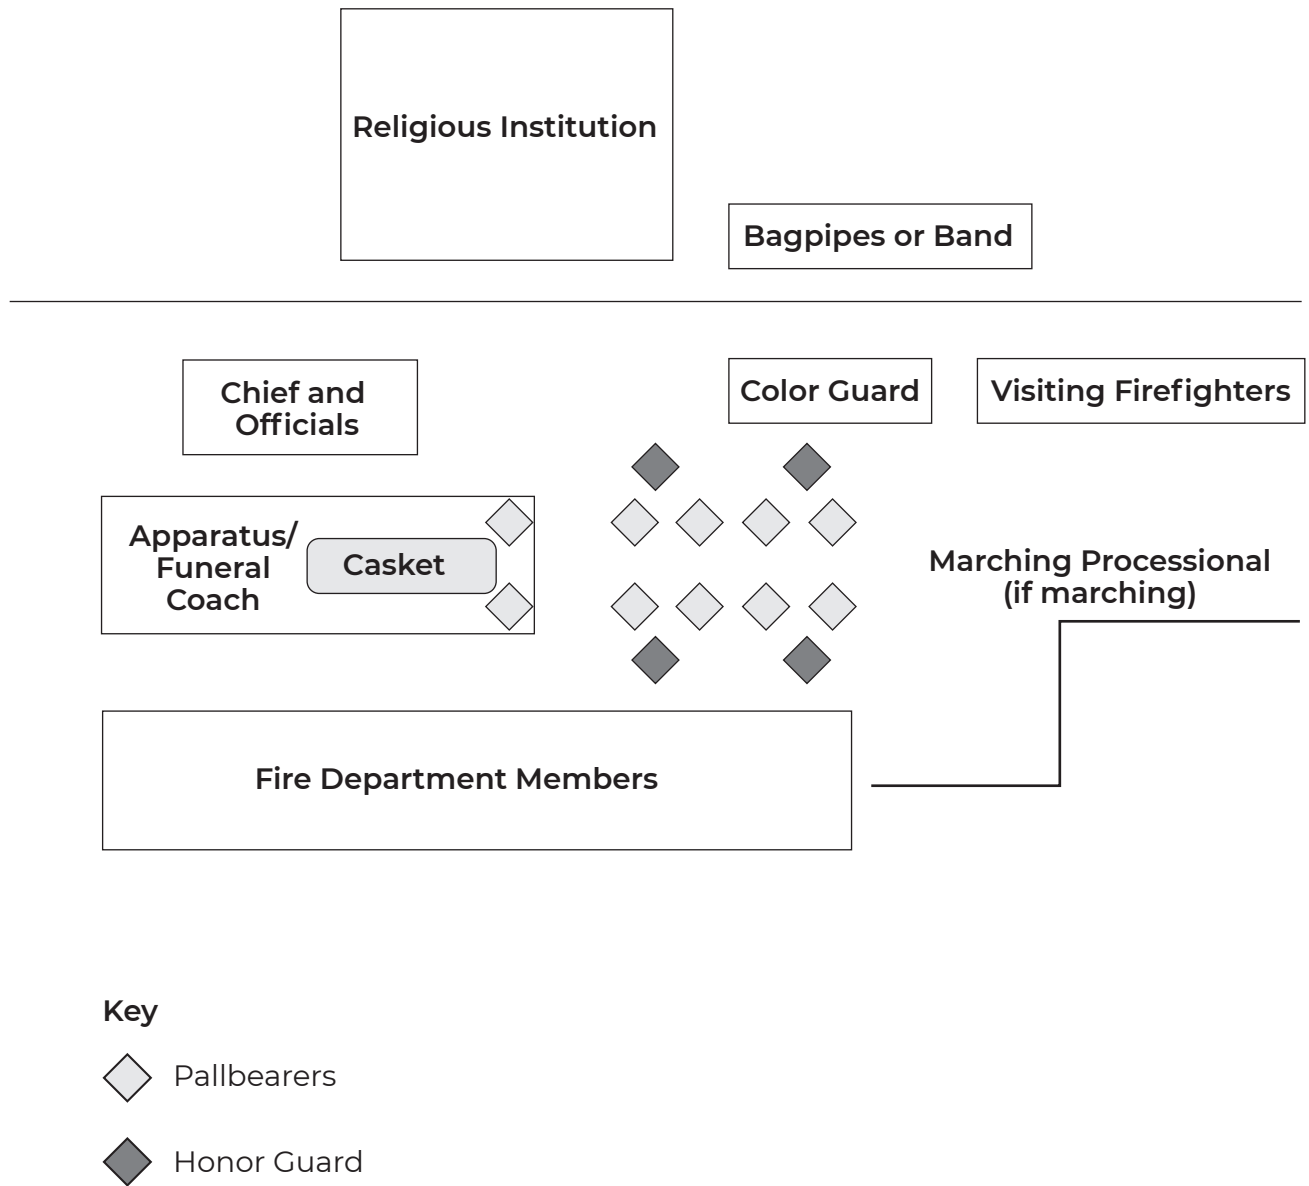 Religious Institution
Bagpipes or Band
Chief and
Officials
Color Guard
Visiting Firefighters
Apparatus/
Funeral
Coach
Casket
Marching Processional
(if marching)
Fire Department Members
Key
Pallbearers
Honor Guard